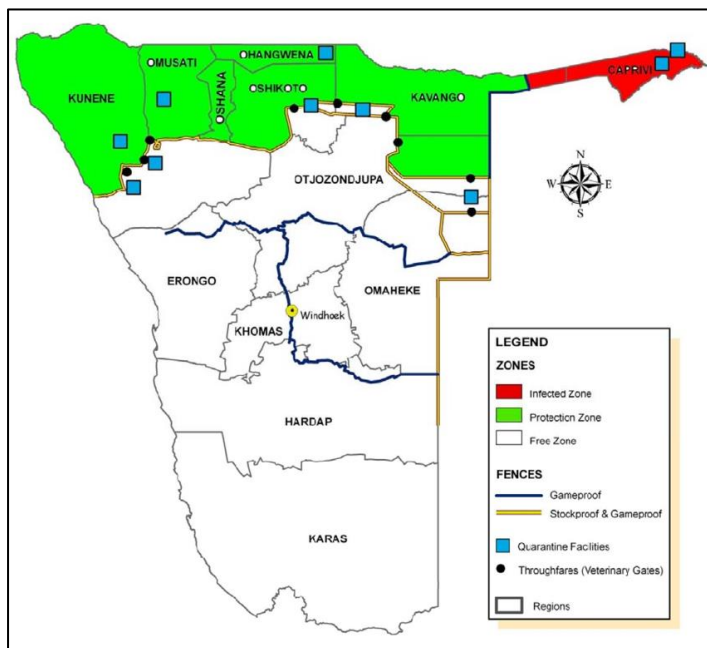 OHANGWENA
OMUSATI
CAPRIVI
OSHANA
OSHIKOTO
KUNENE
KAVANGO
OTJOZONDJUPA
N
W E
S
ERONGO
OMAHEKE
Windhoek
KHOMAS
HARDAP
KARAS
LEGEND
ZONES
Infected Zone
Protection Zone
Free Zone
FENCES
Gameproof
Stockproof & Gameproof
Quarantine Facilities
Throughfares (Veterinary Gates)
Regions